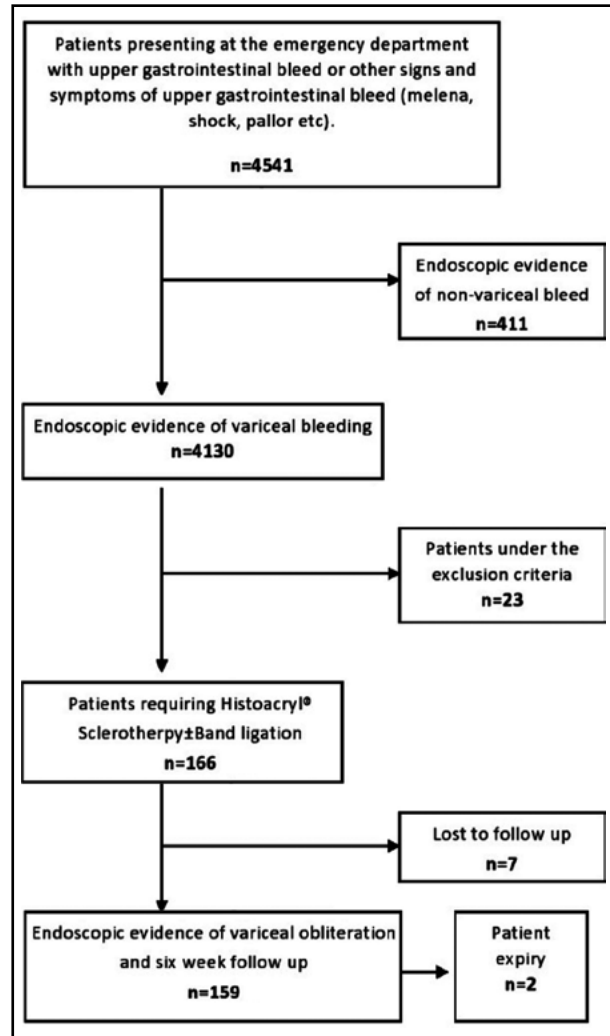 Patients presenting at the emergency department
with upper gastrointestinal bleed or other signs and
symptoms of upper gastrointestinal bleed (melena,
shock, pallor etc).
n=4541
Endoscopic evidence
of non-variceal bleed
n=411
Endoscopic evidence of variceal bleeding
n=4130
Patients under the
exclusion criteria
n=23
Patients requiring Histoacryl®
Sclerotherpy±Band ligation
n=166
Lost to follow up
n=7
Endoscopic evidence of variceal obliteration
and six week follow up
n=159
Patient
expiry
n=2